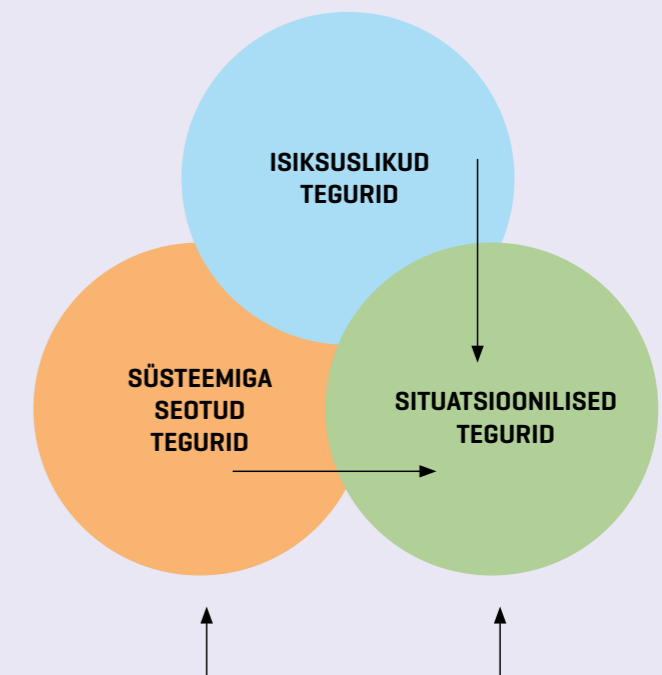 ISIKSUSLIKUD
TEGURID
SÜSTEEMIGA
SEOTUD
TEGURID
SITUATSIOONILISED
TEGURID